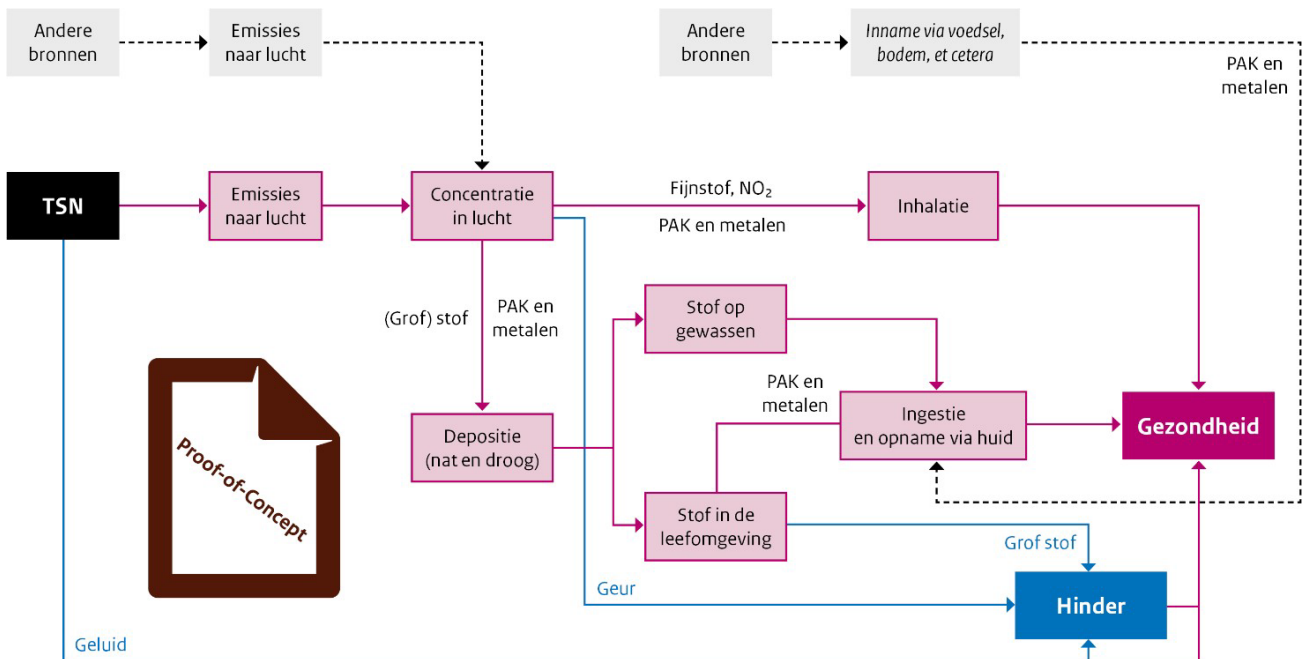 Andere
bronnen
Emissies
naar lucht
Andere
bronnen
Inname via voedsel,
bodem, et cetera
PAK en
metalen
TSN
Emissies
naar lucht
Concentratie
in lucht
Fijnstof, NO₂
PAK en metalen
Inhalatie
(Grof) stof
PAK en
metalen
Stof op
gewassen
PAK en
metalen
Ingestie
en opname via huid
Gezondheid
Depositie
(nat en droog)
Proof-of-Concept
Stof in de
leefomgeving
Grof stof
Geur
Hinder
Geluid